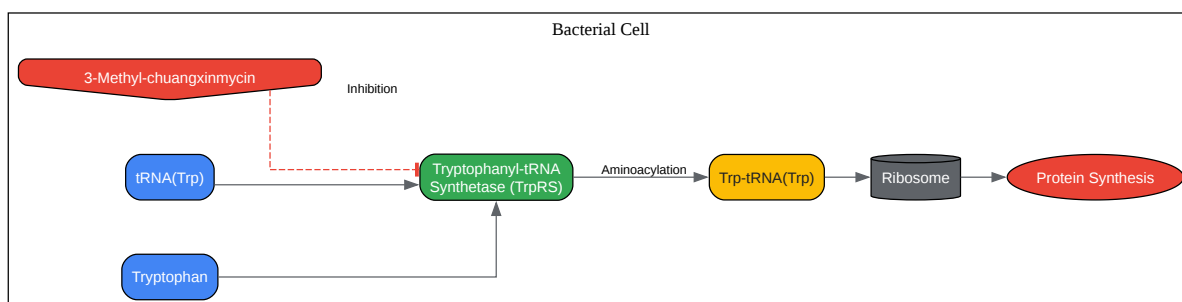 Bacterial Cell
3-Methyl-chuangxinmycin
Inhibition
tRNA(Trp)
Tryptophanyl-tRNA
Synthetase (TrpRS)
Aminoacylation
Trp-tRNA(Trp)
Ribosome
Protein Synthesis
Tryptophan